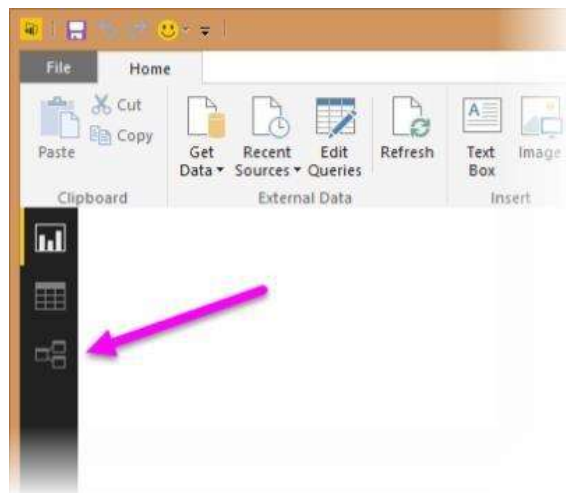 File Home
Cut
Copy
Paste
Get Data
Recent Sources
Edit Queries
Refresh
Text Box
Image
Clipboard External Data Insert